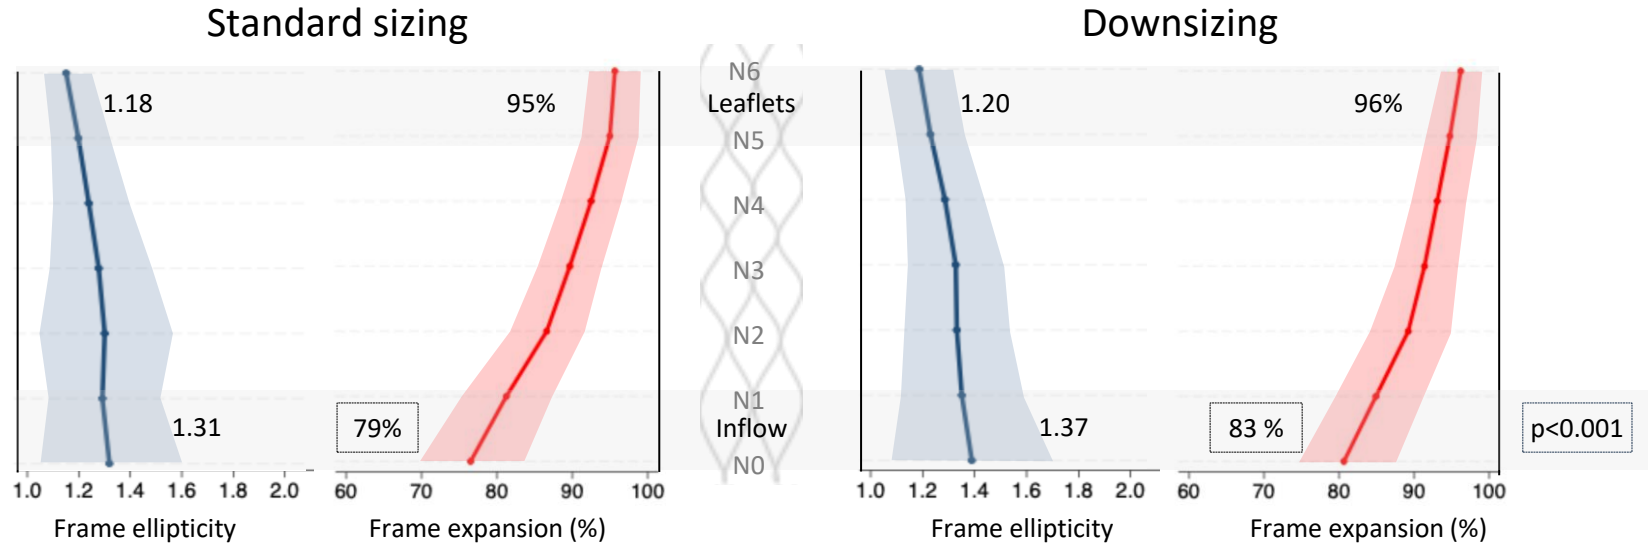 Standard sizing
Downsizing
N6
1.18
95%
Leaflets
1.20
96%
N5
N4
N3
N2
N1
1.31
79%
Inflow
1.37
83 %
p<0.001
N0
1.0 1.2 1.4 1.6 1.8 2.0
60 70 80 90 100
1.0 1.2 1.4 1.6 1.8 2.0
60 70 80 90 100
Frame ellipticity
Frame expansion (%)
Frame ellipticity
Frame expansion (%)